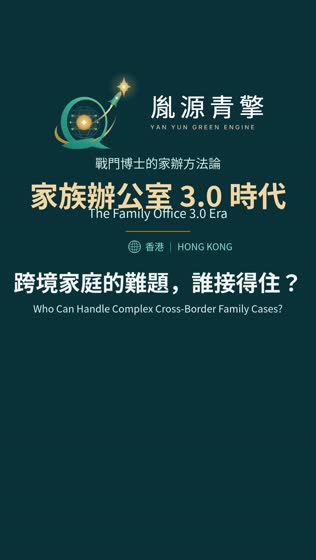 胤源青擎
YAN YUN GREEN ENGINE
戰鬥博士的家辦方法論
家族辦公室 3.0 時代
The Family Office 3.0 Era
香港 | HONG KONG
跨境家庭的難題，誰接得住？
Who Can Handle Complex Cross-Border Family Cases?